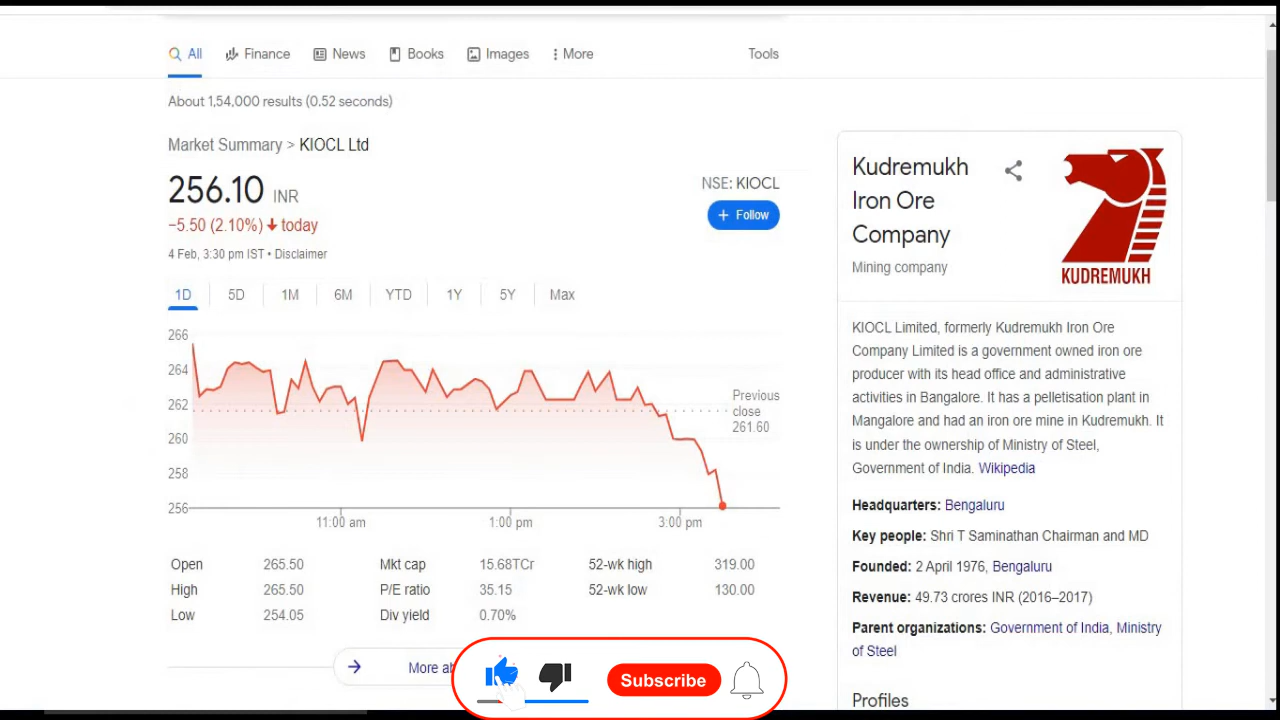 All Finance News Books Images More Tools
About 1,54,000 results (0.52 seconds)
Market Summary > KIOCL Ltd
256.10 INR
−5.50 (2.10%) today
4 Feb, 3:30 pm IST • Disclaimer
NSE: KIOCL
+ Follow
1D 5D 1M 6M YTD 1Y 5Y Max
266
264
262
260
258
256
Previous
close
261.60
11:00 am 1:00 pm 3:00 pm
Open 265.50 Mkt cap 15.68TCr 52-wk high 319.00
High 265.50 P/E ratio 35.15 52-wk low 130.00
Low 254.05 Div yield 0.70%
More
Subscribe
Kudremukh
Iron Ore
Company
Mining company
KUDREMUKH
KIOCL Limited, formerly Kudremukh Iron Ore
Company Limited is a government owned iron ore
producer with its head office and administrative
activities in Bangalore. It has a pelletisation plant in
Mangalore and had an iron ore mine in Kudremukh. It
is under the ownership of Ministry of Steel,
Government of India. Wikipedia
Headquarters: Bengaluru
Key people: Shri T Saminathan Chairman and MD
Founded: 2 April 1976, Bengaluru
Revenue: 49.73 crores INR (2016–2017)
Parent organizations: Government of India, Ministry
of Steel
Profiles